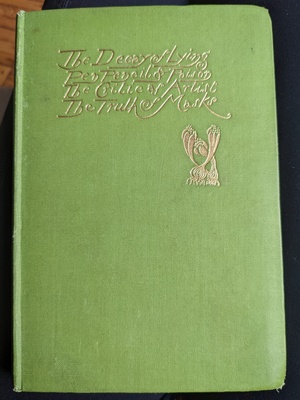 The Decay of Lying
Pen Pencil & Poison
The Critic as Artist
The Truth of Masks